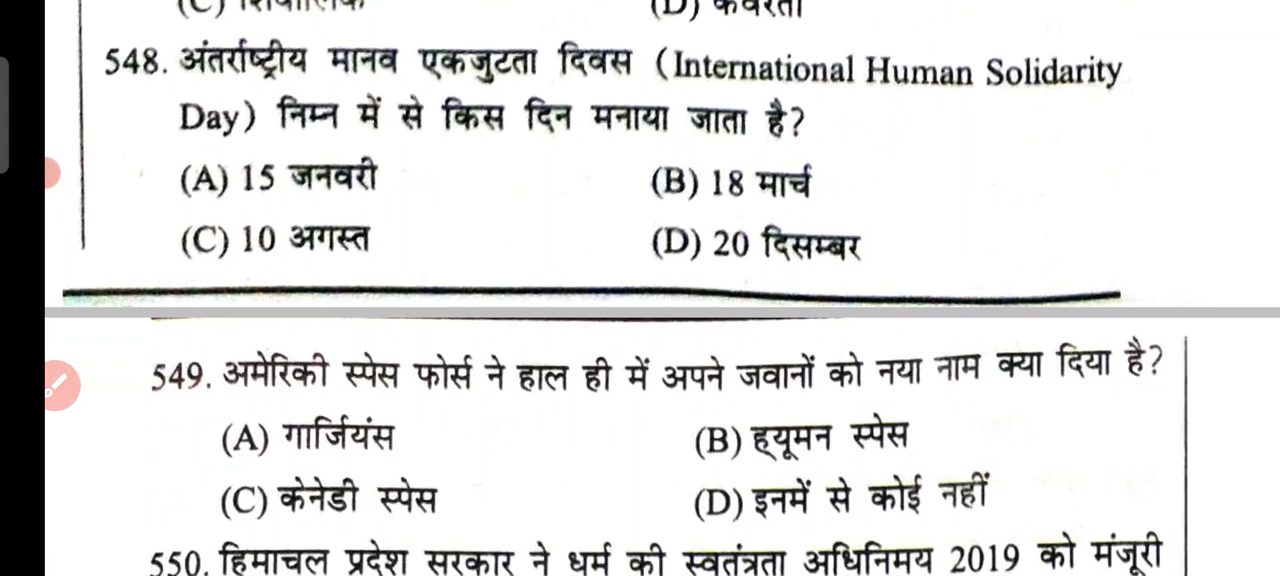 548. अंतर्राष्ट्रीय मानव एकजुटता दिवस (International Human Solidarity
Day) निम्न में से किस दिन मनाया जाता है?
(A) 15 जनवरी (B) 18 मार्च
(C) 10 अगस्त (D) 20 दिसम्बर
549. अमेरिकी स्पेस फोर्स ने हाल ही में अपने जवानों को नया नाम क्या दिया है?
(A) गार्जियंस (B) ह्यूमन स्पेस
(C) केनेडी स्पेस (D) इनमें से कोई नहीं
550. हिमाचल प्रदेश सरकार ने धर्म की स्वतंत्रता अधिनिमय 2019 को मंजूरी